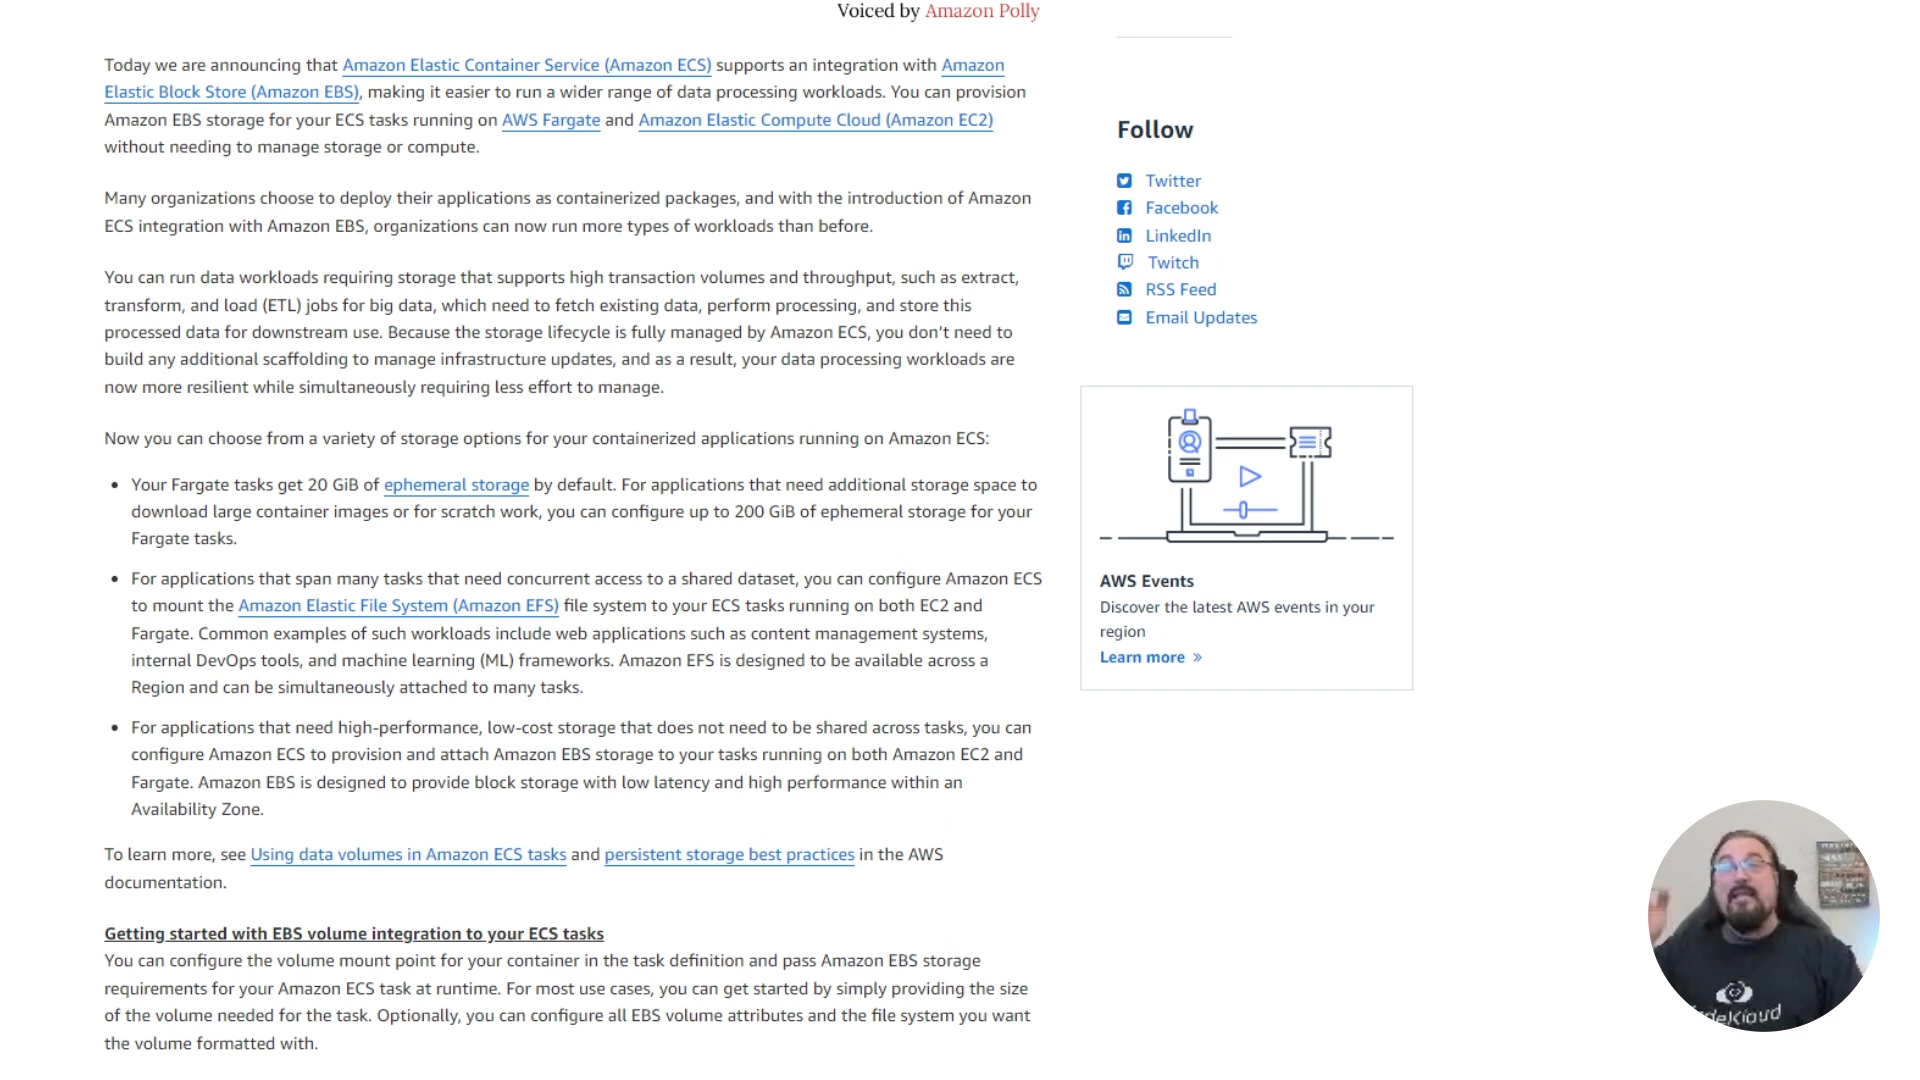 Voiced by Amazon Polly
Today we are announcing that Amazon Elastic Container Service (Amazon ECS) supports an integration with Amazon
Elastic Block Store (Amazon EBS), making it easier to run a wider range of data processing workloads. You can provision
Amazon EBS storage for your ECS tasks running on AWS Fargate and Amazon Elastic Compute Cloud (Amazon EC2)
without needing to manage storage or compute.
Many organizations choose to deploy their applications as containerized packages, and with the introduction of Amazon
ECS integration with Amazon EBS, organizations can now run more types of workloads than before.
You can run data workloads requiring storage that supports high transaction volumes and throughput, such as extract,
transform, and load (ETL) jobs for big data, which need to fetch existing data, perform processing, and store this
processed data for downstream use. Because the storage lifecycle is fully managed by Amazon ECS, you don't need to
build any additional scaffolding to manage infrastructure updates, and as a result, your data processing workloads are
now more resilient while simultaneously requiring less effort to manage.
Now you can choose from a variety of storage options for your containerized applications running on Amazon ECS:
• Your Fargate tasks get 20 GiB of ephemeral storage by default. For applications that need additional storage space to
download large container images or for scratch work, you can configure up to 200 GiB of ephemeral storage for your
Fargate tasks.
• For applications that span many tasks that need concurrent access to a shared dataset, you can configure Amazon ECS
to mount the Amazon Elastic File System (Amazon EFS) file system to your ECS tasks running on both EC2 and
Fargate. Common examples of such workloads include web applications such as content management systems,
internal DevOps tools, and machine learning (ML) frameworks. Amazon EFS is designed to be available across a
Region and can be simultaneously attached to many tasks.
• For applications that need high-performance, low-cost storage that does not need to be shared across tasks, you can
configure Amazon ECS to provision and attach Amazon EBS storage to your tasks running on both Amazon EC2 and
Fargate. Amazon EBS is designed to provide block storage with low latency and high performance within an
Availability Zone.
To learn more, see Using data volumes in Amazon ECS tasks and persistent storage best practices in the AWS
documentation.
Getting started with EBS volume integration to your ECS tasks
You can configure the volume mount point for your container in the task definition and pass Amazon EBS storage
requirements for your Amazon ECS task at runtime. For most use cases, you can get started by simply providing the size
of the volume needed for the task. Optionally, you can configure all EBS volume attributes and the file system you want
the volume formatted with.
Follow
Twitter
Facebook
LinkedIn
Twitch
RSS Feed
Email Updates
AWS Events
Discover the latest AWS events in your
region
Learn more »
deKloud